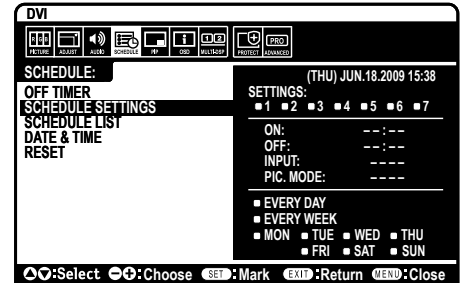 DVI
RGB
PICTURE ADJUST AUDIO SCHEDULE PIP OSD MULTI-DSP PROTECT PRO ADVANCED
SCHEDULE:
OFF TIMER
SCHEDULE SETTINGS
SCHEDULE LIST
DATE & TIME
RESET
(THU) JUN.18.2009 15:38
SETTINGS:
1 2 3 4 5 6 7
ON: --:--
OFF: --:--
INPUT: ----
PIC. MODE: ----
EVERY DAY
EVERY WEEK
MON TUE WED THU
FRI SAT SUN
Select Choose SET:Mark EXIT:Return MENU:Close